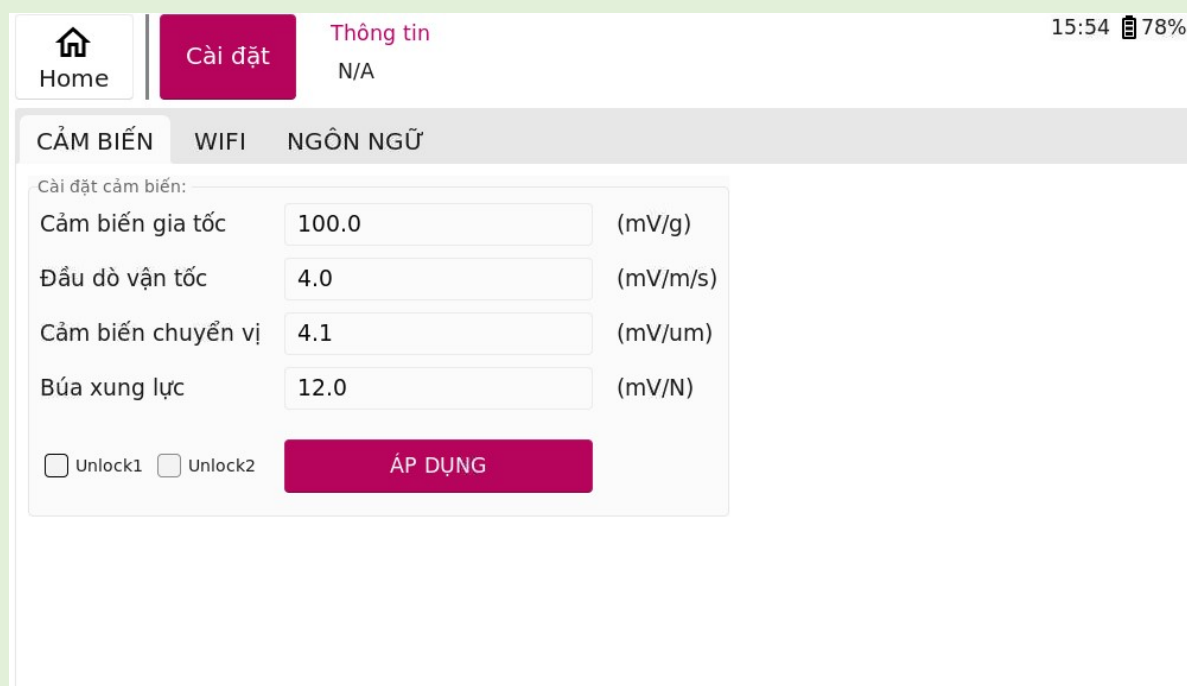 Home
Cài đặt
Thông tin
N/A
15:54 78%
CẢM BIẾN WIFI NGÔN NGỮ
Cài đặt cảm biến:
Cảm biến gia tốc 100.0 (mV/g)
Đầu dò vận tốc 4.0 (mV/m/s)
Cảm biến chuyển vị 4.1 (mV/um)
Búa xung lực 12.0 (mV/N)
Unlock1 Unlock2 ÁP DỤNG